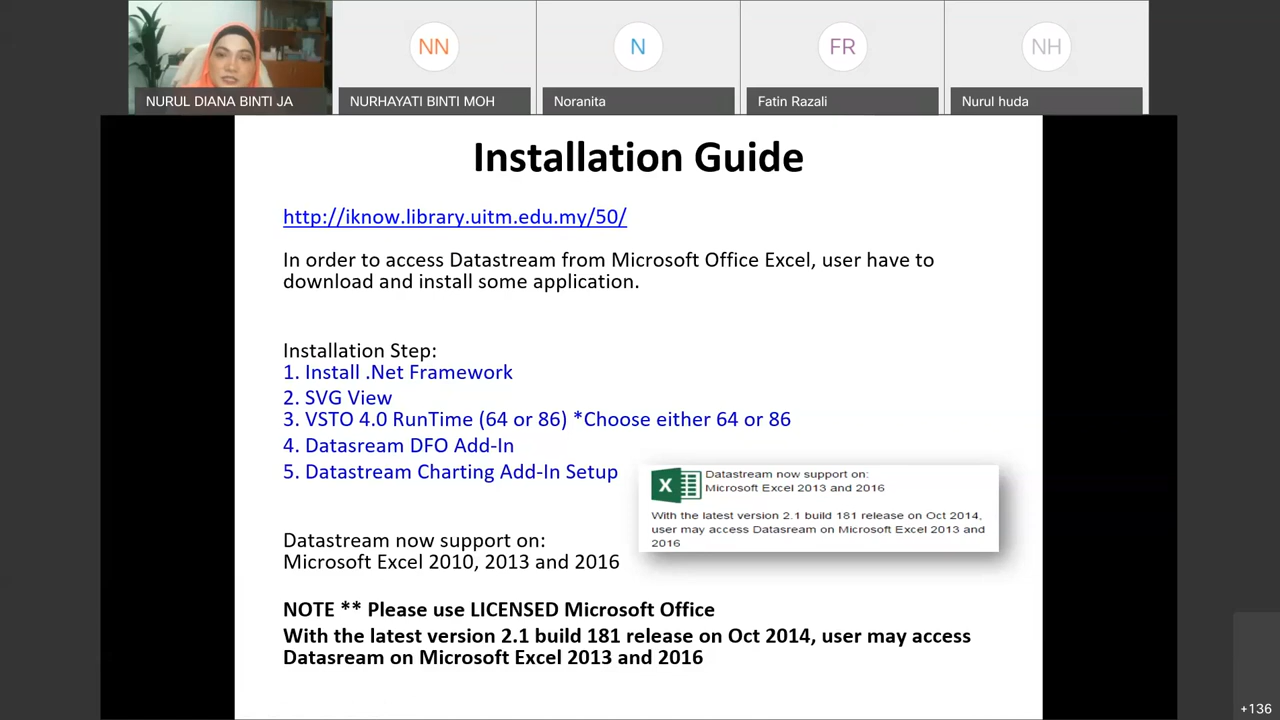 NN
N
FR
NH
NURUL DIANA BINTI JA
NURHAYATI BINTI MOH
Noranita
Fatin Razali
Nurul huda
Installation Guide
http://iknow.library.uitm.edu.my/50/
In order to access Datastream from Microsoft Office Excel, user have to
download and install some application.
Installation Step:
1. Install .Net Framework
2. SVG View
3. VSTO 4.0 RunTime (64 or 86) *Choose either 64 or 86
4. Datasream DFO Add-In
5. Datastream Charting Add-In Setup
X
Datastream now support on:
Microsoft Excel 2013 and 2016
With the latest version 2.1 build 181 release on Oct 2014,
user may access Datasream on Microsoft Excel 2013 and
2016
Datastream now support on:
Microsoft Excel 2010, 2013 and 2016
NOTE ** Please use LICENSED Microsoft Office
With the latest version 2.1 build 181 release on Oct 2014, user may access
Datasream on Microsoft Excel 2013 and 2016
+136